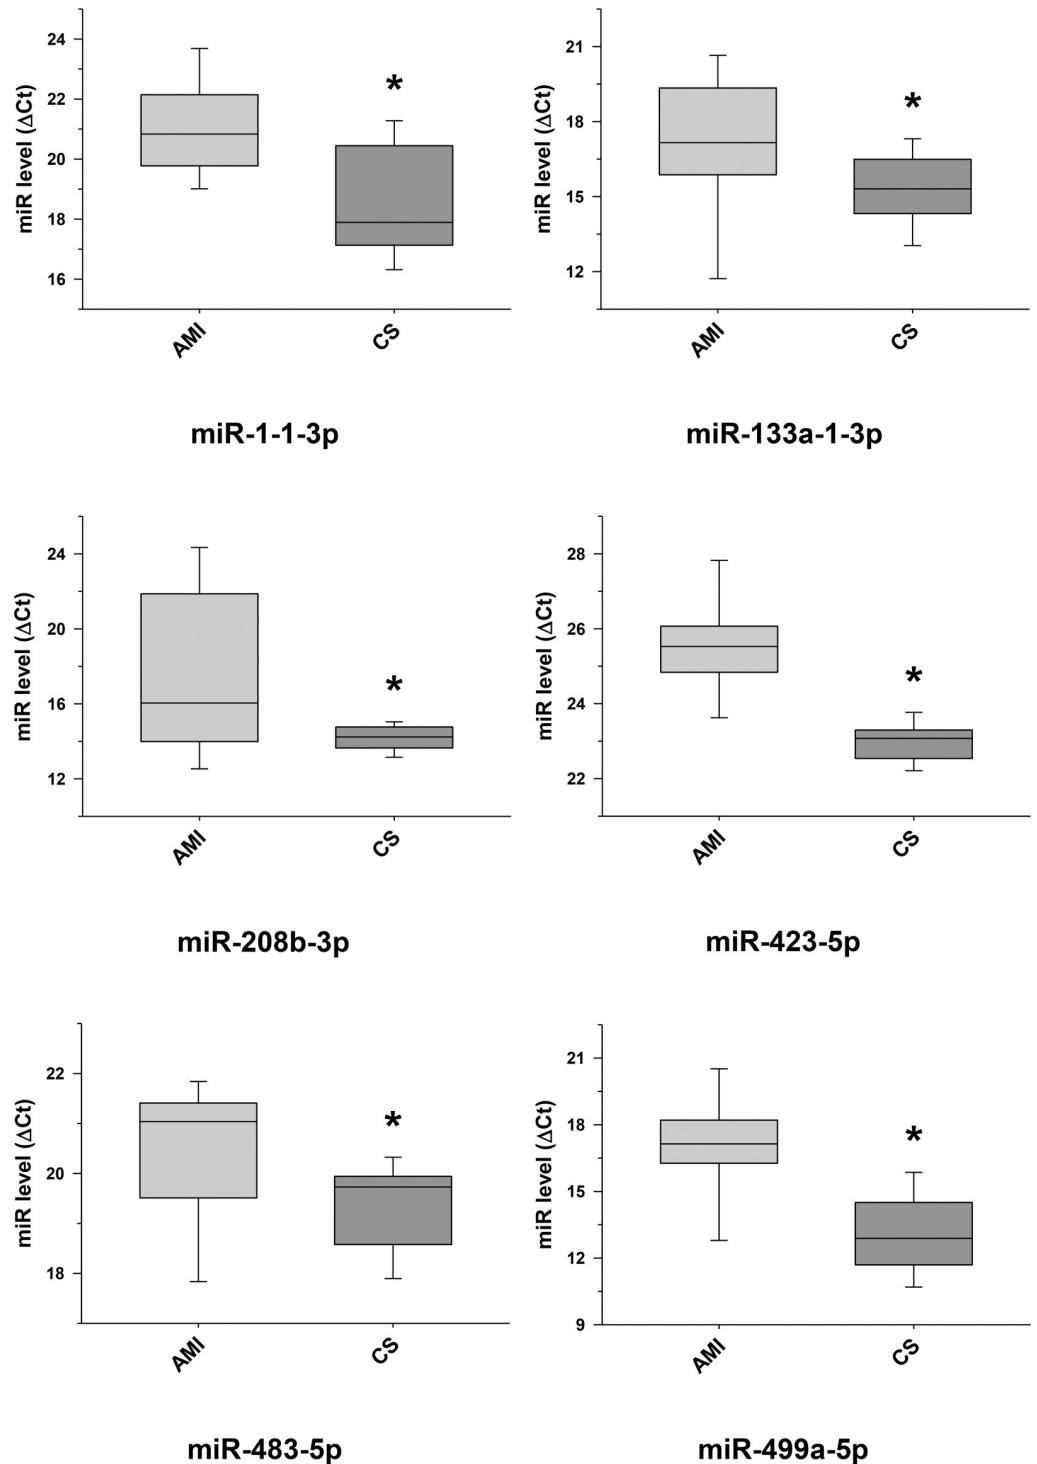 24
22
20
18
16
miR level (ΔCt)
*
AMI
CS
miR-1-1-3p
21
18
15
12
miR level (ΔCt)
*
AMI
CS
miR-133a-1-3p
24
20
16
12
miR level (ΔCt)
*
AMI
CS
miR-208b-3p
28
26
24
22
miR level (ΔCt)
*
AMI
CS
miR-423-5p
22
20
18
miR level (ΔCt)
*
AMI
CS
miR-483-5p
21
18
15
12
9
miR level (ΔCt)
*
AMI
CS
miR-499a-5p